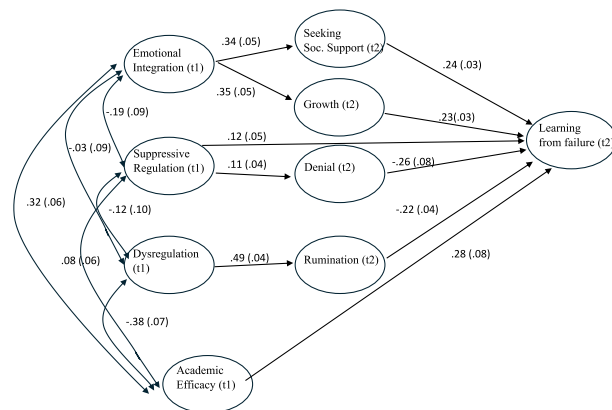 .34 (.05)
Seeking
Soc. Support (t2)
Emotional
Integration (t1)
.24 (.03)
.35 (.05)
Growth (t2)
-.19 (.09)
.23(.03)
.12 (.05)
Learning
from failure (t2)
-.03 (.09)
Suppressive
Regulation (t1)
.11 (.04)
Denial (t2)
-.26 (.08)
.32 (.06)
-.12 (.10)
-.22 (.04)
.08 (.06)
Dysregulation
(t1)
.49 (.04)
Rumination (t2)
.28 (.08)
-.38 (.07)
Academic
Efficacy (t1)